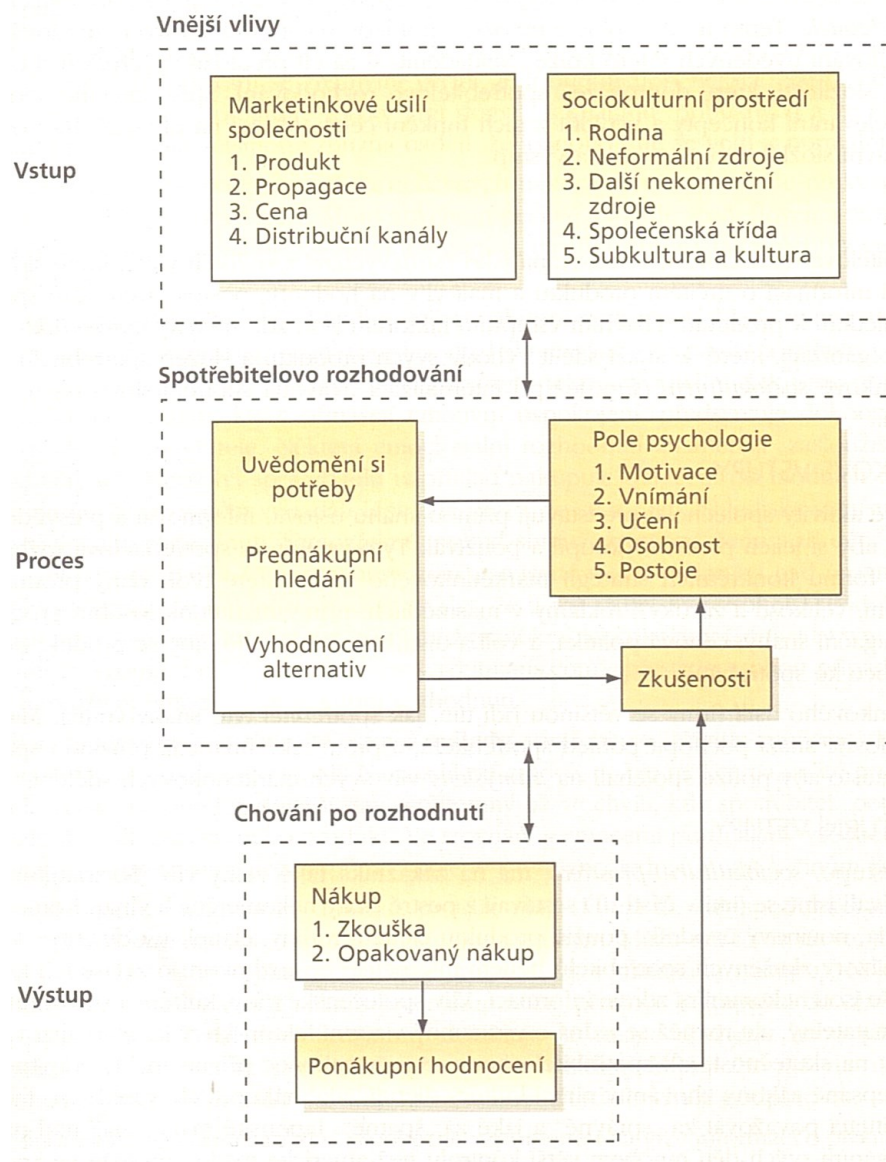 Vnější vlivy
Marketinkové úsilí
společnosti
1. Produkt
2. Propagace
3. Cena
4. Distribuční kanály
Sociokulturní prostředí
1. Rodina
2. Neformální zdroje
3. Další nekomerční
zdroje
4. Společenská třída
5. Subkultura a kultura
Vstup
Spotřebitelovo rozhodování
Uvědomění si
potřeby
Přednákupní
hledání
Vyhodnocení
alternativ
Pole psychologie
1. Motivace
2. Vnímání
3. Učení
4. Osobnost
5. Postoje
Proces
Zkušenosti
Chování po rozhodnutí
Nákup
1. Zkouška
2. Opakovaný nákup
Výstup
Ponákupní hodnocení